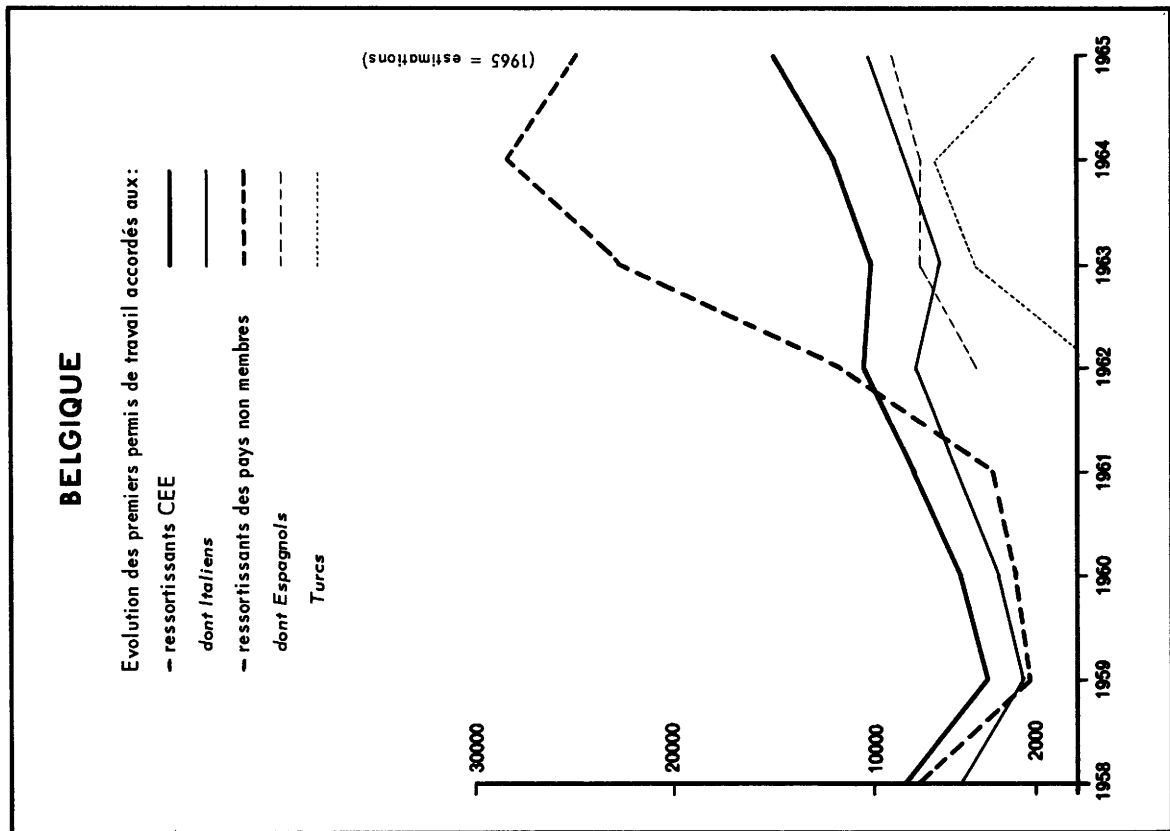 BELGIQUE
Evolution des premiers permis de travail accordés aux:
– ressortissants CEE
dont Italiens
– ressortissants des pays non membres
dont Espagnols
Turcs
(1965 = estimations)
30000
20000
10000
2000
1958 1959 1960 1961 1962 1963 1964 1965